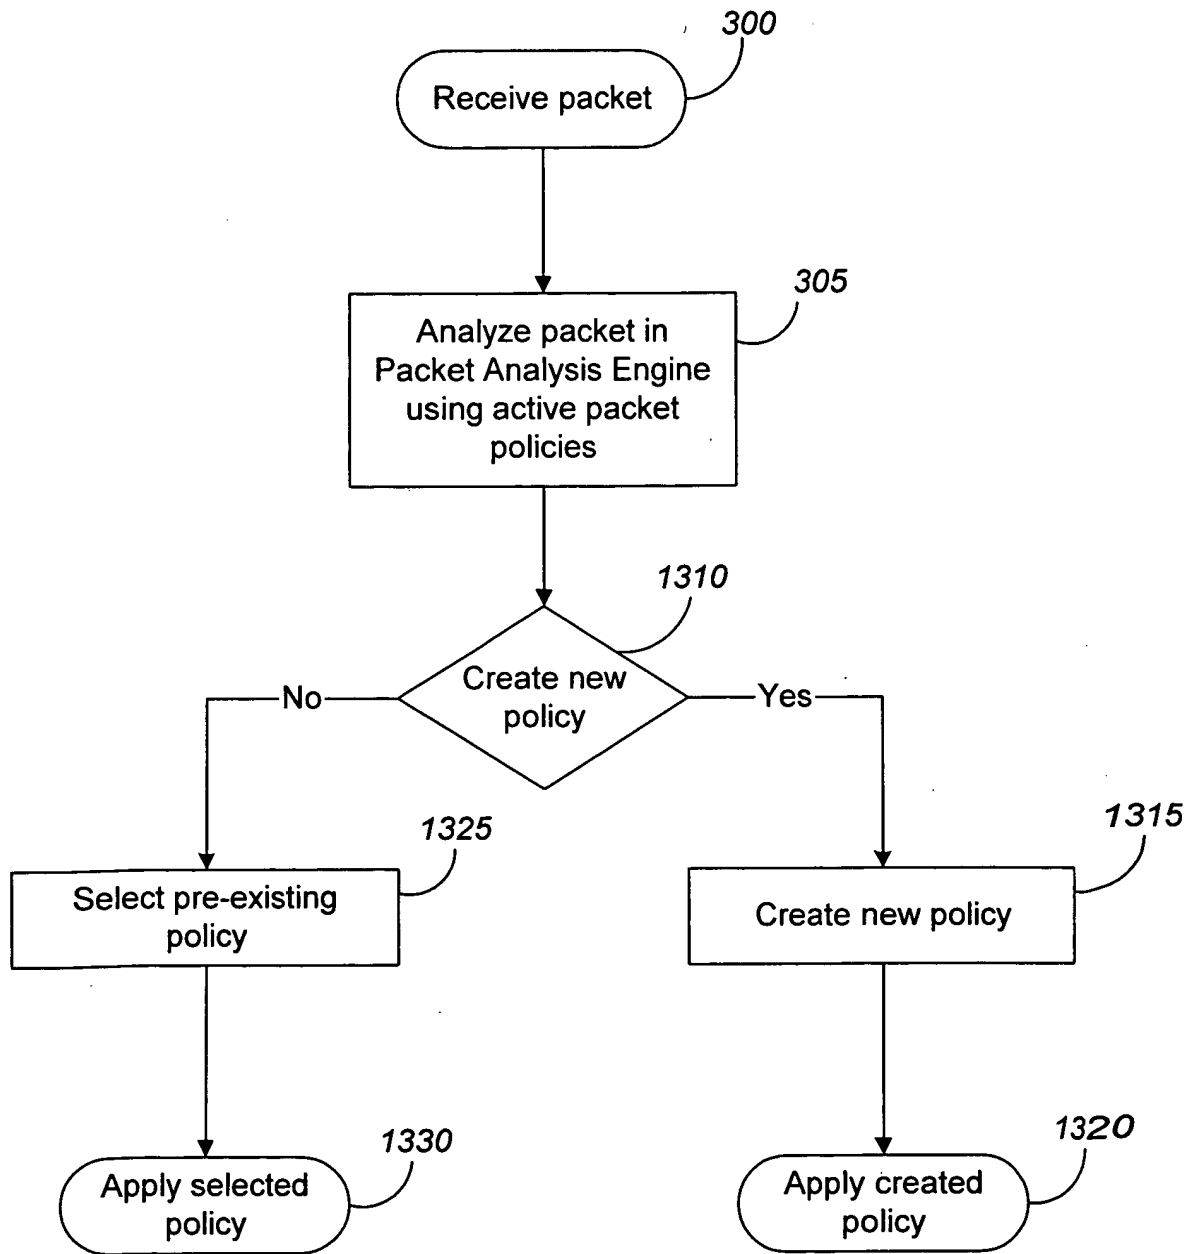 300
Receive packet
305
Analyze packet in
Packet Analysis Engine
using active packet
policies
1310
Create new
policy
No
Yes
1325
Select pre-existing
policy
1315
Create new policy
1330
Apply selected
policy
1320
Apply created
policy